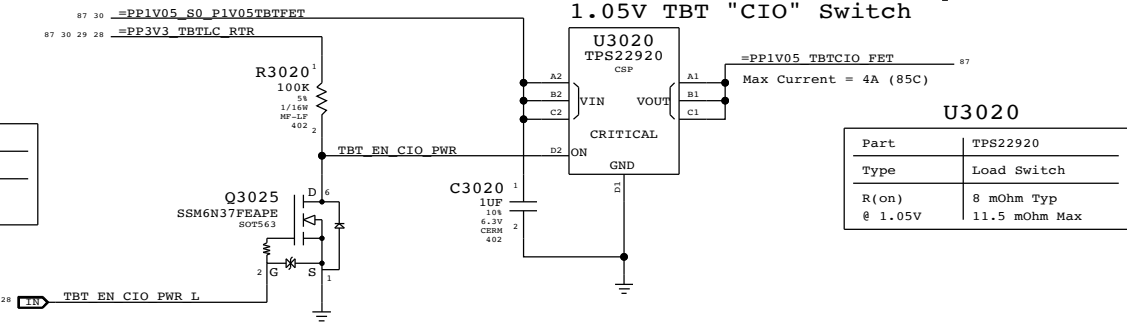 1.05V TBT "CIO" Switch
87 30 =PP1V05_S0_P1V05TBTFET
87 30 29 28 =PP3V3_TBTLC_RTR
U3020
TPS22920
CSP
=PP1V05_TBTCIO_FET 87
Max Current = 4A (85C)
R3020
100K
5%
1/16W
MF-LF
402
1
2
A2
B2
C2
VIN
VOUT
A1
B1
C1
CRITICAL
TBT_EN_CIO_PWR
D2
ON
GND
D1
U3020
Part TPS22920
Type Load Switch
R(on) 8 mOhm Typ
@ 1.05V 11.5 mOhm Max
Q3025
SSM6N37FEAPE
SOT563
D 6
2 G
S 1
C3020
1UF
10%
6.3V
CERM
402
1
2
28 IN TBT_EN_CIO_PWR_L